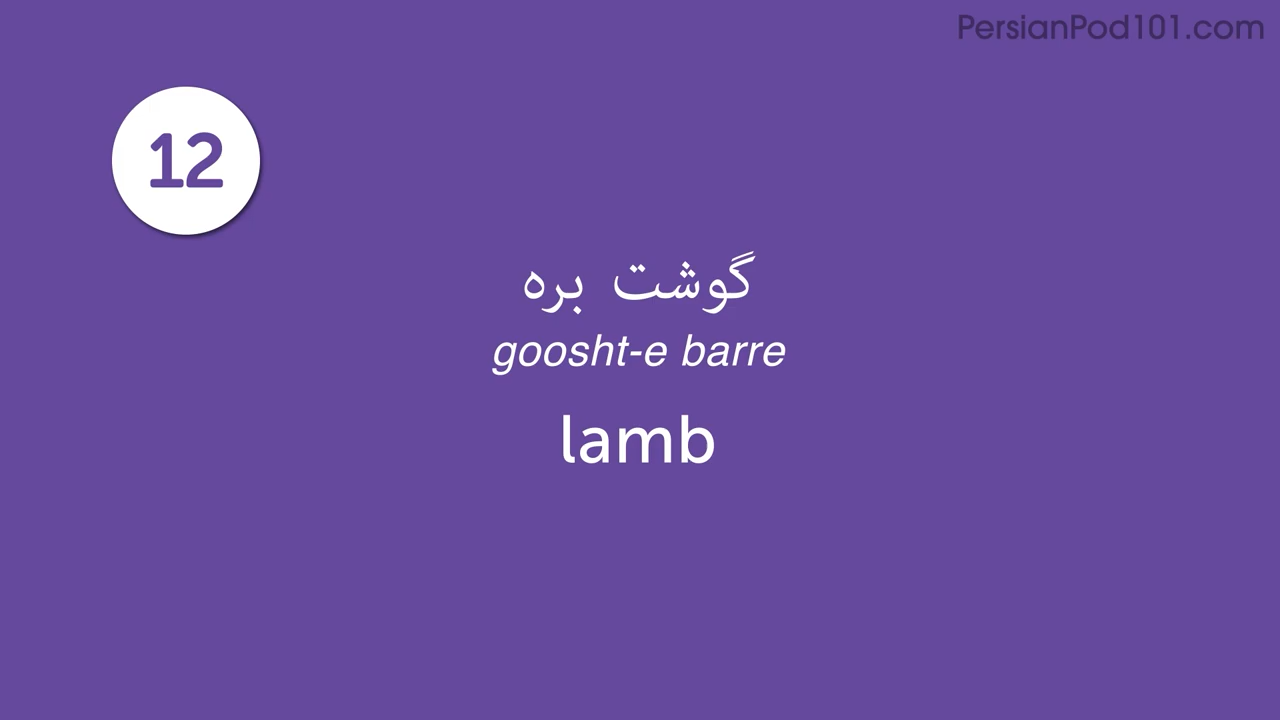 PersianPod101.com
12
گوشت بره
goosht-e barre
lamb